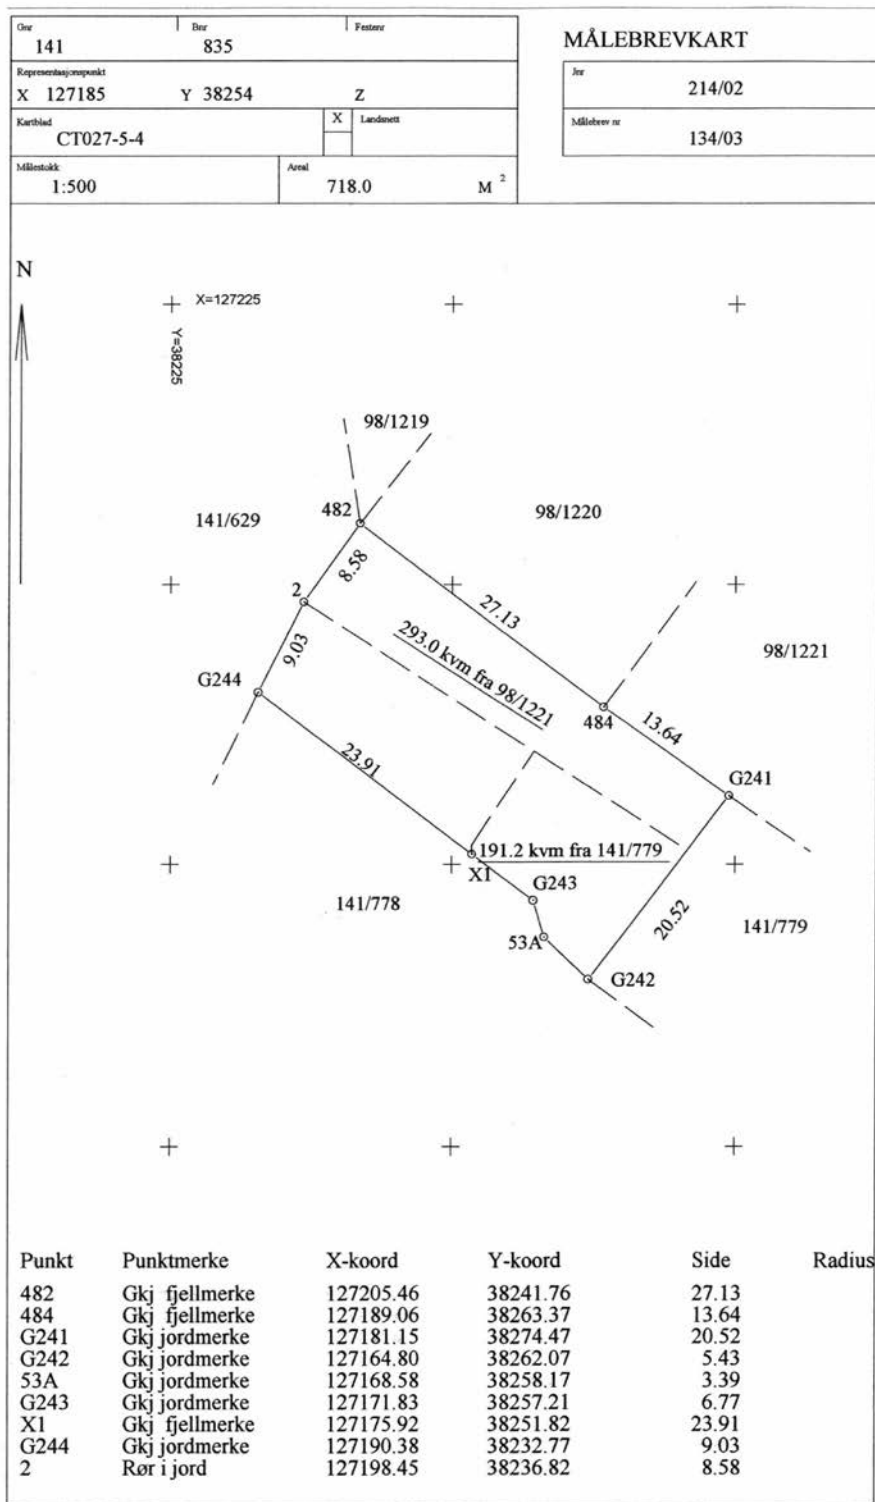 Gnr Bnr Festenr
141 835
Representasjonspunkt
X 127185 Y 38254 Z
Kartblad X Landsnett
CT027-5-4
Målestokk Areal
1:500 718.0 M 2
MÅLEBREVKART
Jnr
214/02
Målebrev nr
134/03
N
X=127225
Y=38225
98/1219
482
98/1220
141/629
8.58
2
27.13
9.03
293.0 kvm fra 98/1221
98/1221
G244
484
13.64
23.91
G241
191.2 kvm fra 141/779
X1
G243
141/778
20.52
141/779
53A
G242
Punkt Punktmerke X-koord Y-koord Side Radius
482 Gkj fjellmerke 127205.46 38241.76 27.13
484 Gkj fjellmerke 127189.06 38263.37 13.64
G241 Gkj jordmerke 127181.15 38274.47 20.52
G242 Gkj jordmerke 127164.80 38262.07 5.43
53A Gkj jordmerke 127168.58 38258.17 3.39
G243 Gkj jordmerke 127171.83 38257.21 6.77
X1 Gkj fjellmerke 127175.92 38251.82 23.91
G244 Gkj jordmerke 127190.38 38232.77 9.03
2 Rør i jord 127198.45 38236.82 8.58